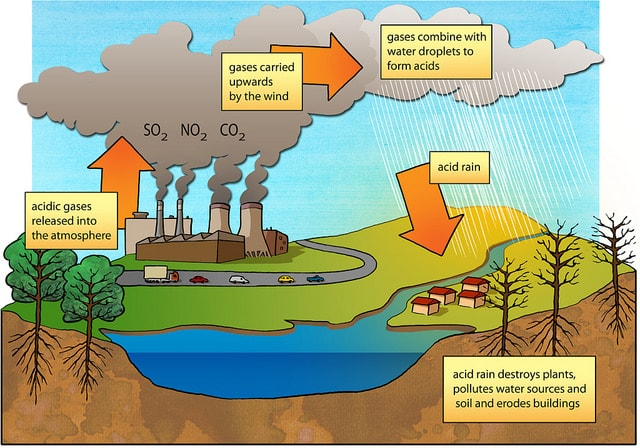 acidic gases
released into
the atmosphere
SO₂ NO₂ CO₂
gases carried
upwards
by the wind
gases combine with
water droplets to
form acids
acid rain
acid rain destroys plants,
pollutes water sources and
soil and erodes buildings